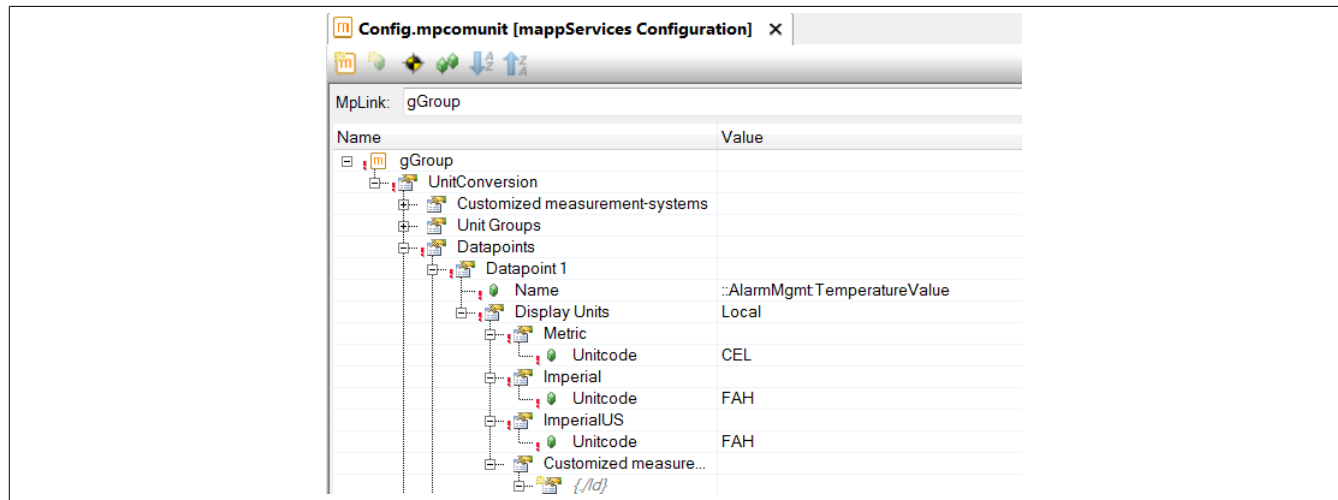 Config.mpcomunit [mappServices Configuration] X
MpLink: gGroup
Name Value
gGroup
UnitConversion
Customized measurement-systems
Unit Groups
Datapoints
Datapoint 1
Name ::AlarmMgmt:TemperatureValue
Display Units Local
Metric
Unitcode CEL
Imperial
Unitcode FAH
ImperialUS
Unitcode FAH
Customized measure...
{./Id}